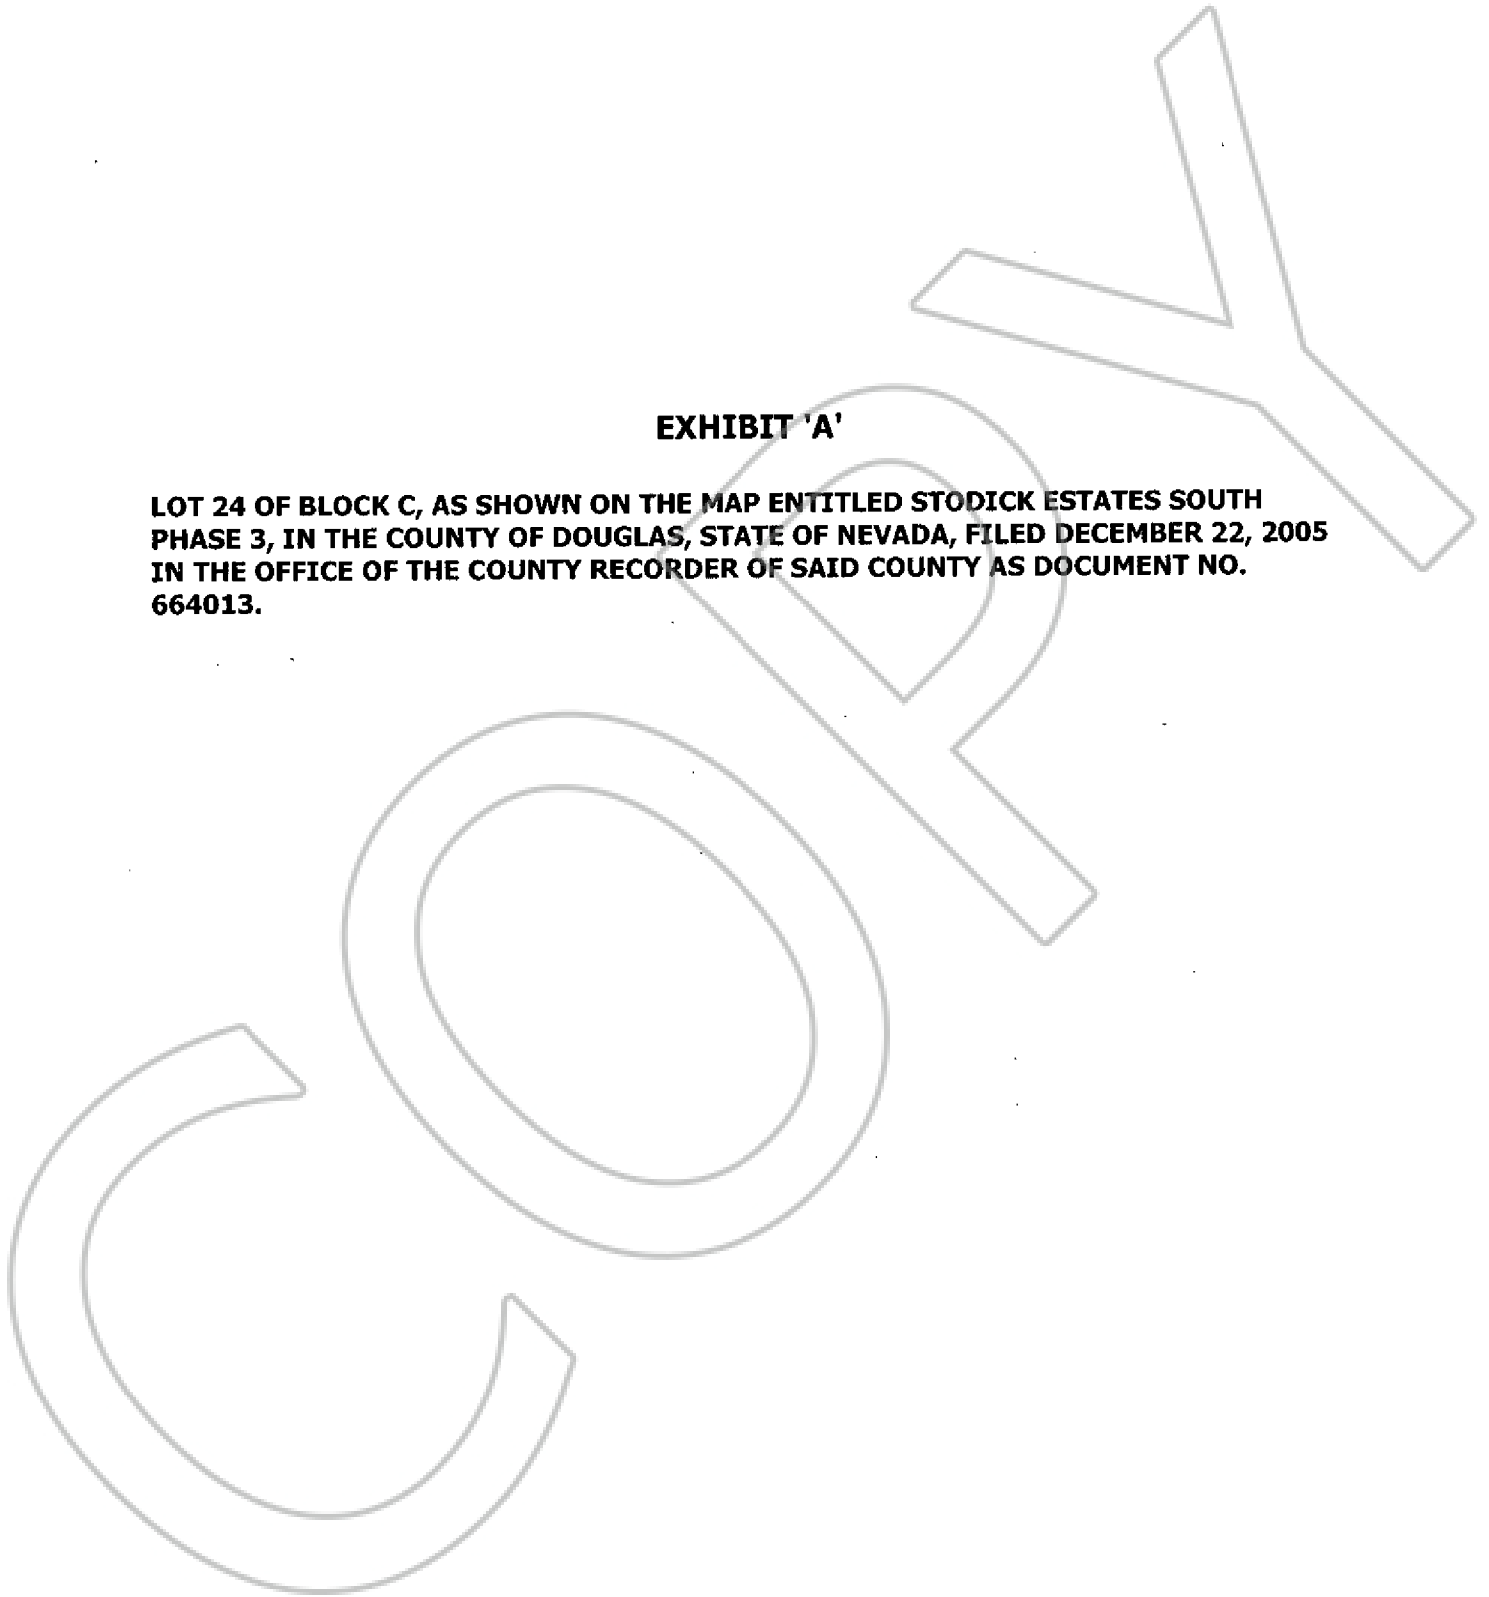 EXHIBIT 'A'
LOT 24 OF BLOCK C, AS SHOWN ON THE MAP ENTITLED STODICK ESTATES SOUTH
PHASE 3, IN THE COUNTY OF DOUGLAS, STATE OF NEVADA, FILED DECEMBER 22, 2005
IN THE OFFICE OF THE COUNTY RECORDER OF SAID COUNTY AS DOCUMENT NO.
664013.
COPY